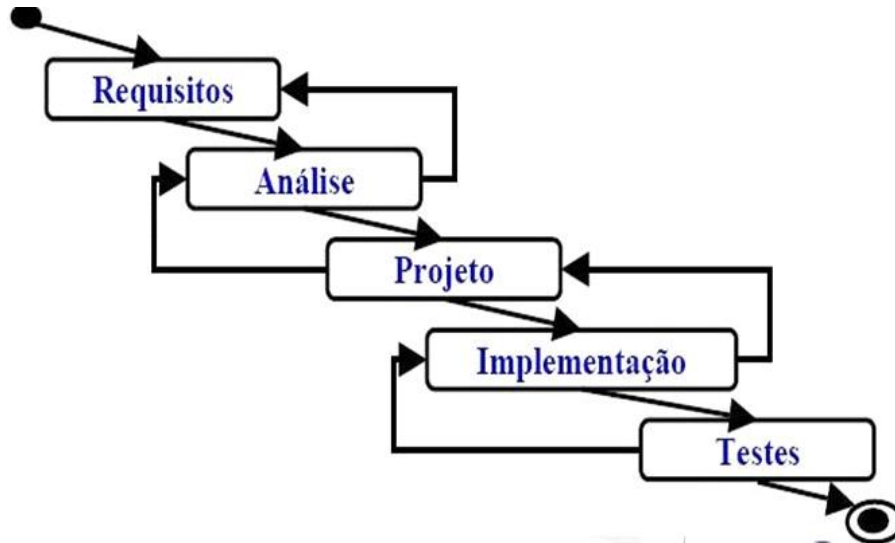 Requisitos
Análise
Projeto
Implementação
Testes